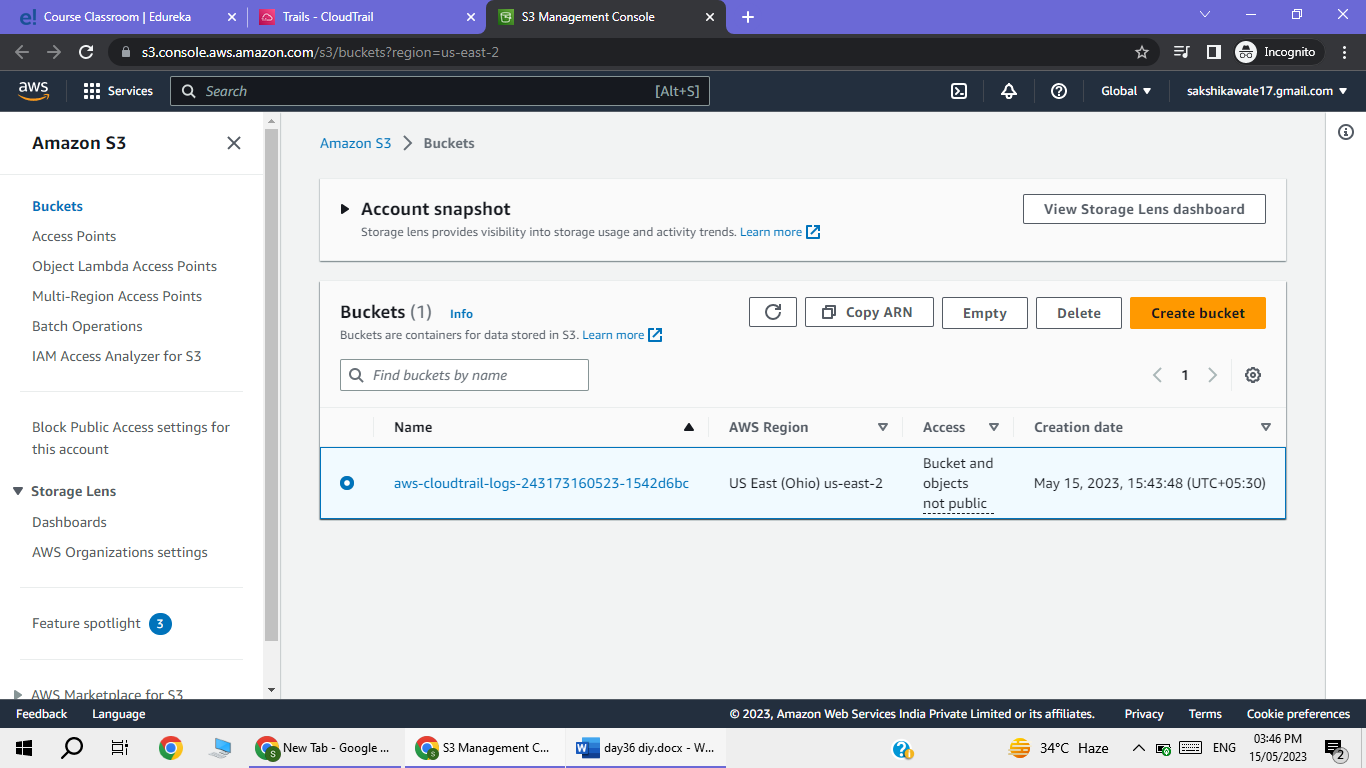 Course Classroom | Edureka
Trails - CloudTrail
S3 Management Console
s3.console.aws.amazon.com/s3/buckets?region=us-east-2
Incognito
aws
Services
Search
[Alt+S]
Global
sakshikawale17.gmail.com
Amazon S3
Buckets
Access Points
Object Lambda Access Points
Multi-Region Access Points
Batch Operations
IAM Access Analyzer for S3
Block Public Access settings for
this account
Storage Lens
Dashboards
AWS Organizations settings
Feature spotlight 3
AWS Marketplace for S3
Amazon S3 > Buckets
Account snapshot
Storage lens provides visibility into storage usage and activity trends. Learn more
View Storage Lens dashboard
Buckets (1) Info
Buckets are containers for data stored in S3. Learn more
Copy ARN
Empty
Delete
Create bucket
Find buckets by name
1
Name
AWS Region
Access
Creation date
aws-cloudtrail-logs-243173160523-1542d6bc
US East (Ohio) us-east-2
Bucket and
objects
not public
May 15, 2023, 15:43:48 (UTC+05:30)
Feedback
Language
© 2023, Amazon Web Services India Private Limited or its affiliates.
Privacy
Terms
Cookie preferences
New Tab - Google ...
S3 Management C...
day36 diy.docx - W...
34°C Haze
ENG
03:46 PM
15/05/2023
2